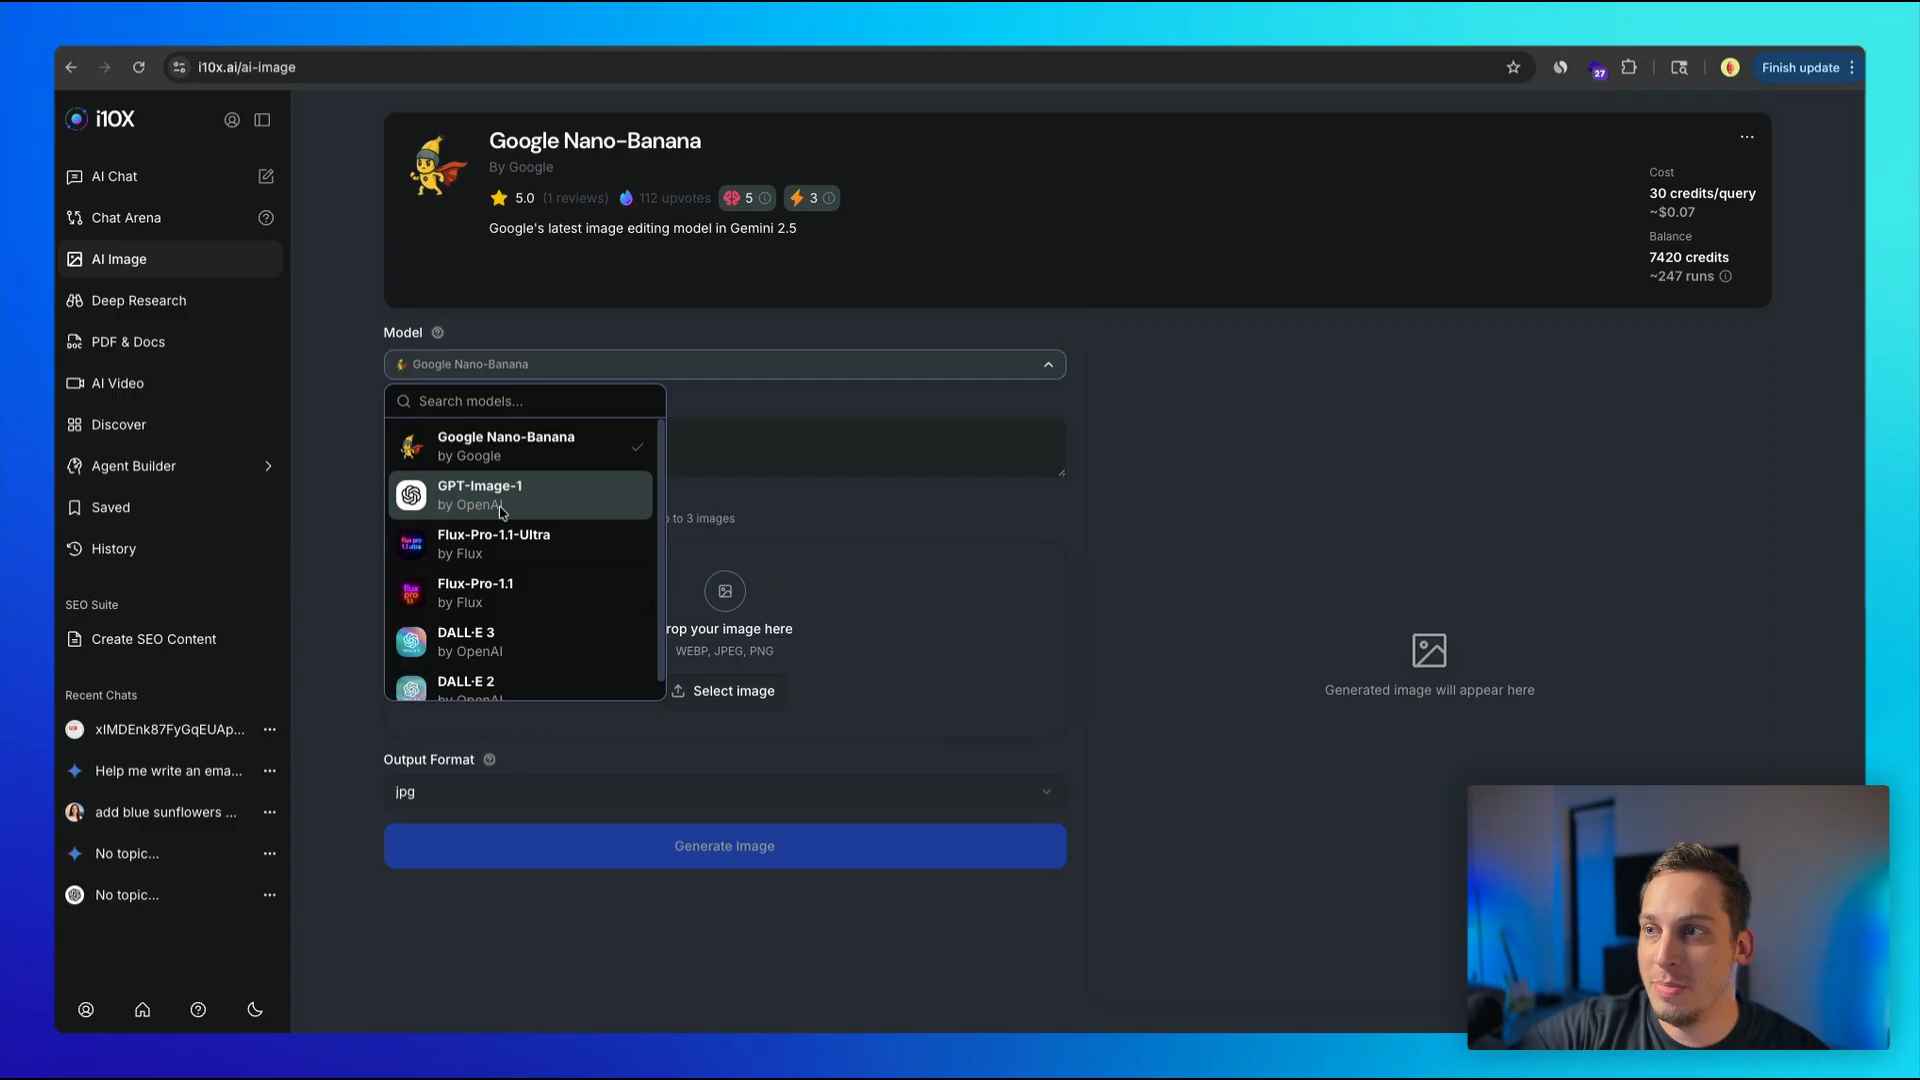 i10x.ai/ai-image
27
Finish update
i10X
AI Chat
Chat Arena
AI Image
Deep Research
PDF & Docs
AI Video
Discover
Agent Builder
Saved
History
SEO Suite
Create SEO Content
Recent Chats
xIMDEnk87FyGqEUAp...
Help me write an ema...
add blue sunflowers ...
No topic...
No topic...
Google Nano-Banana
By Google
5.0 (1 reviews) 112 upvotes 5 3
Google's latest image editing model in Gemini 2.5
Cost
30 credits/query
~$0.07
Balance
7420 credits
~247 runs
Model
Google Nano-Banana
Search models...
Google Nano-Banana
by Google
GPT-Image-1
by OpenAI
Flux-Pro-1.1-Ultra
by Flux
Flux-Pro-1.1
by Flux
DALL·E 3
by OpenAI
DALL·E 2
by OpenAI
to 3 images
rop your image here
WEBP, JPEG, PNG
Select image
Output Format
jpg
Generate Image
Generated image will appear here